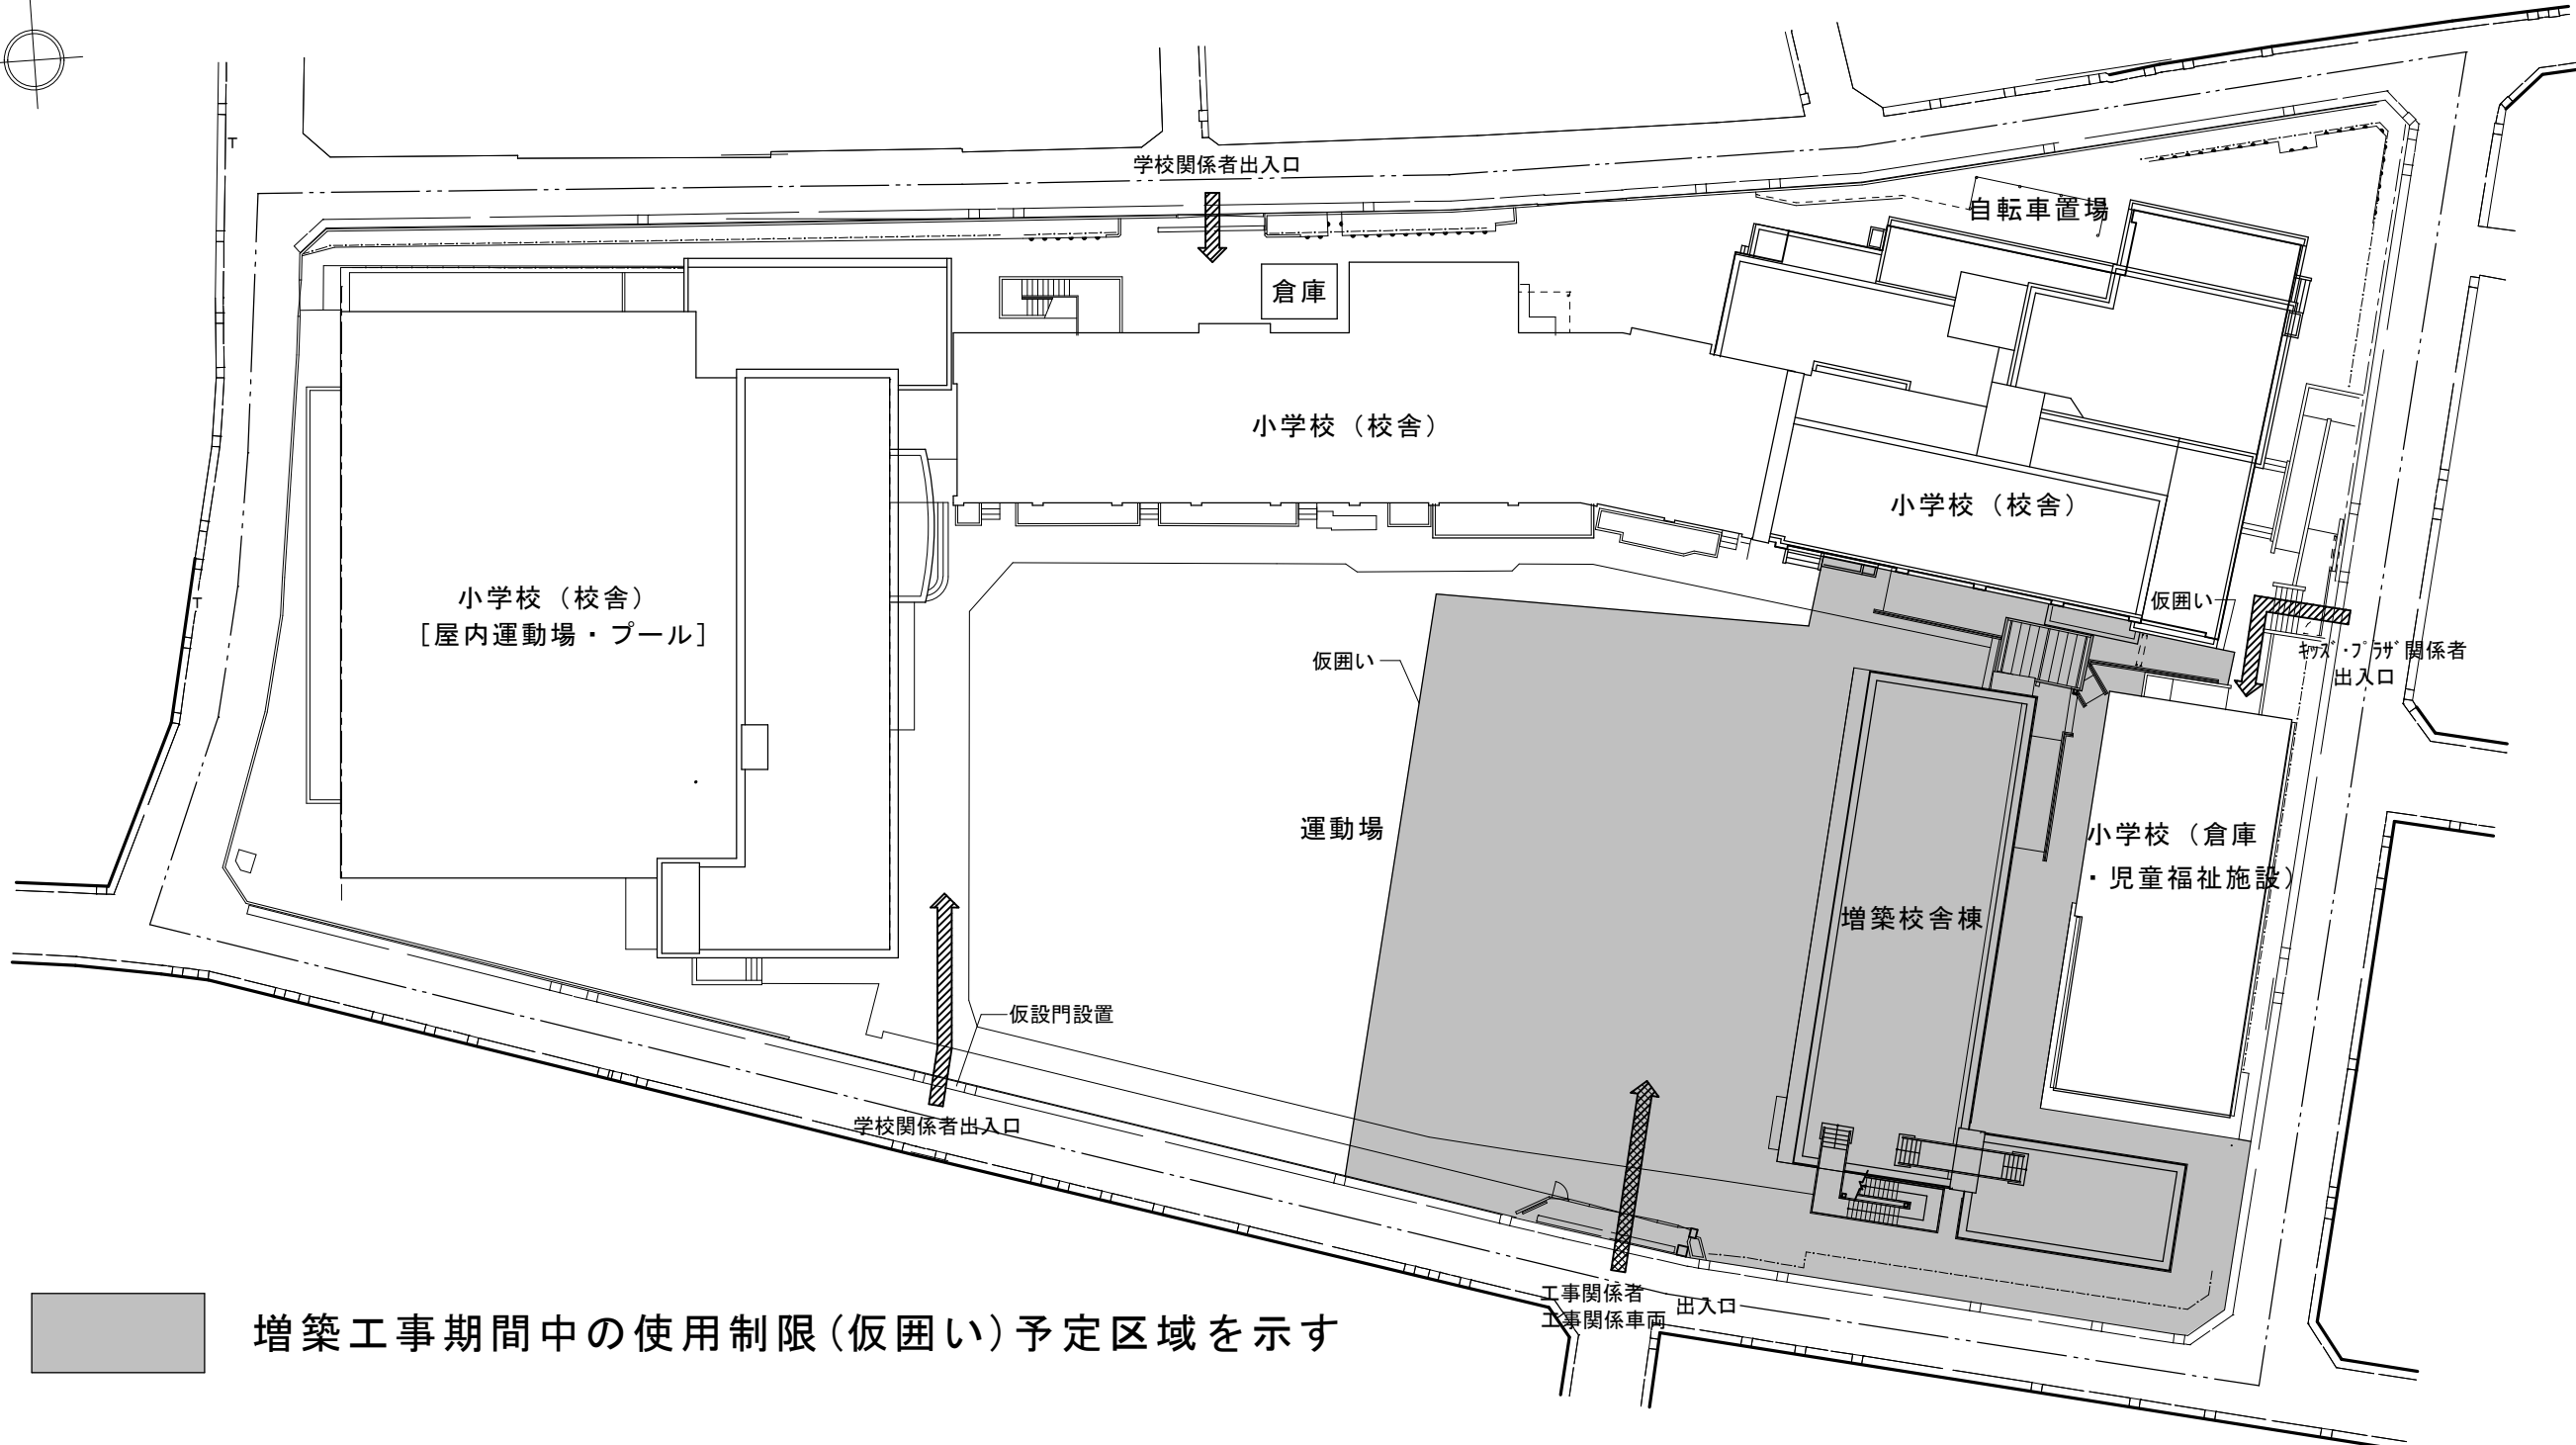 学校関係者出入口
自転車置場
倉庫
小学校（校舎）
小学校（校舎）
小学校（校舎）
［屋内運動場・プール］
仮囲い
仮囲い
ｷｯｽﾞ･ﾌﾟﾗｻﾞ関係者
出入口
運動場
小学校（倉庫
・児童福祉施設）
増築校舎棟
仮設門設置
学校関係者出入口
工事関係者
工事関係車両
出入口
増築工事期間中の使用制限(仮囲い)予定区域を示す